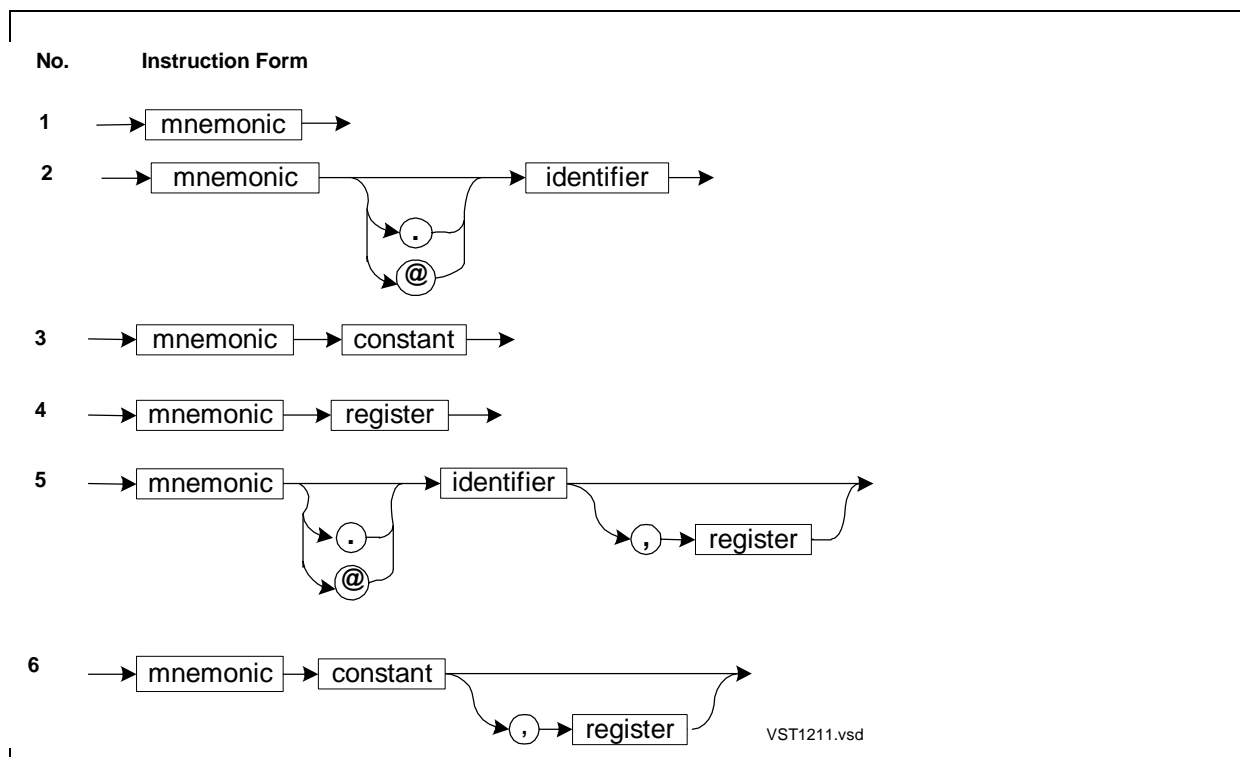 No. Instruction Form
1 mnemonic
2 mnemonic identifier
.
@
3 mnemonic constant
4 mnemonic register
5 mnemonic identifier
. , register
@
6 mnemonic constant
, register
VST1211.vsd